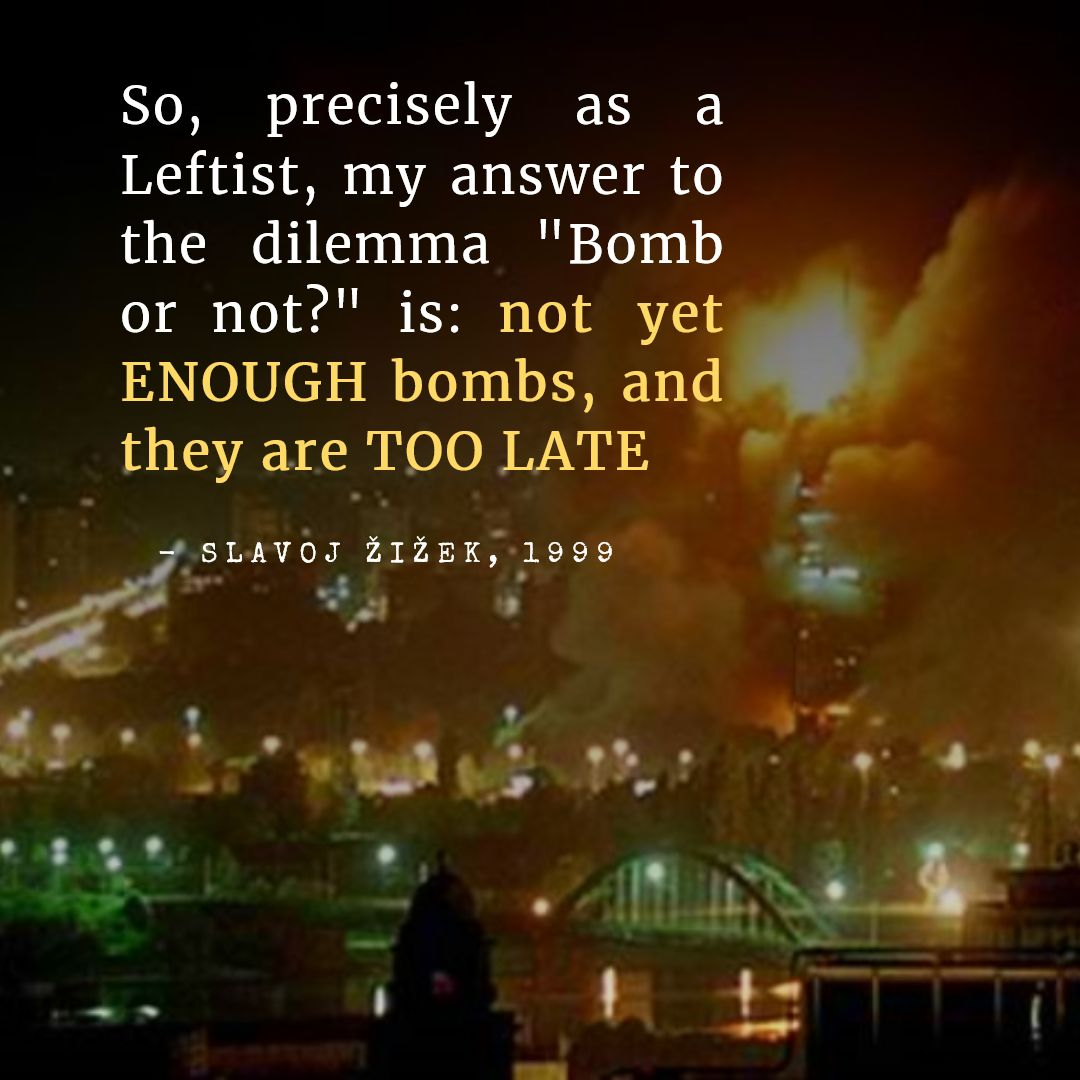 So, precisely as a
Leftist, my answer to
the dilemma "Bomb
or not?" is: not yet
ENOUGH bombs, and
they are TOO LATE
– SLAVOJ ŽIŽEK, 1999